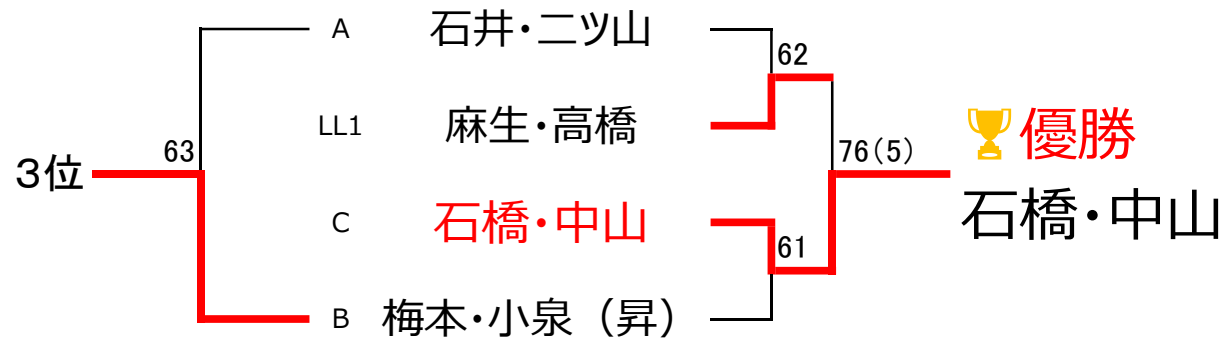 A 石井・二ツ山
62
LL1 麻生・高橋
優勝
63
76(5)
3位
石橋・中山
C 石橋・中山
61
B 梅本・小泉（昇）